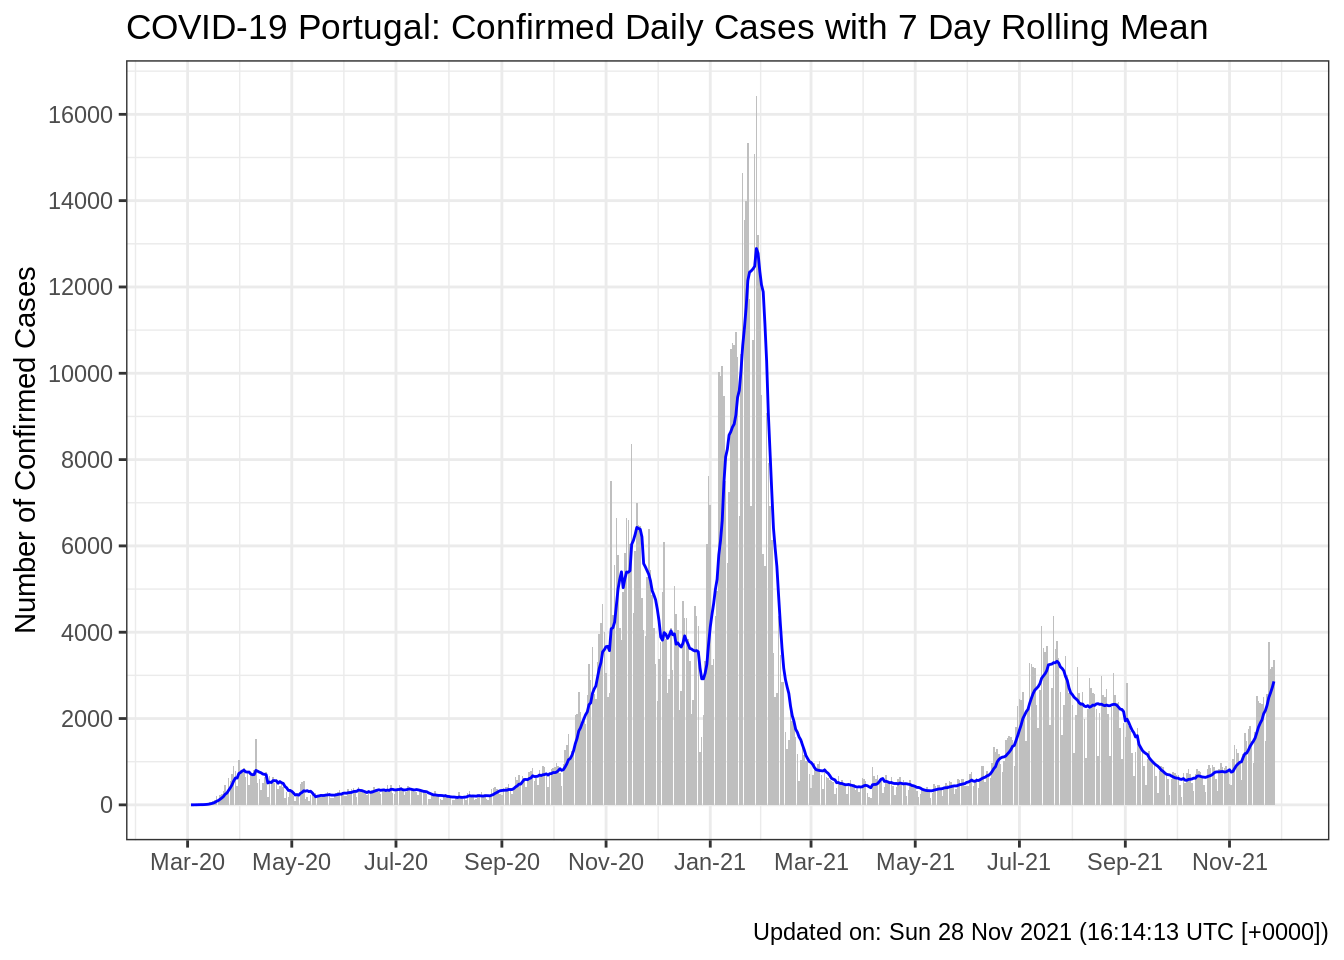 COVID-19 Portugal: Confirmed Daily Cases with 7 Day Rolling Mean
Number of Confirmed Cases
16000
14000
12000
10000
8000
6000
4000
2000
0
Mar-20 May-20 Jul-20 Sep-20 Nov-20 Jan-21 Mar-21 May-21 Jul-21 Sep-21 Nov-21
Updated on: Sun 28 Nov 2021 (16:14:13 UTC [+0000])